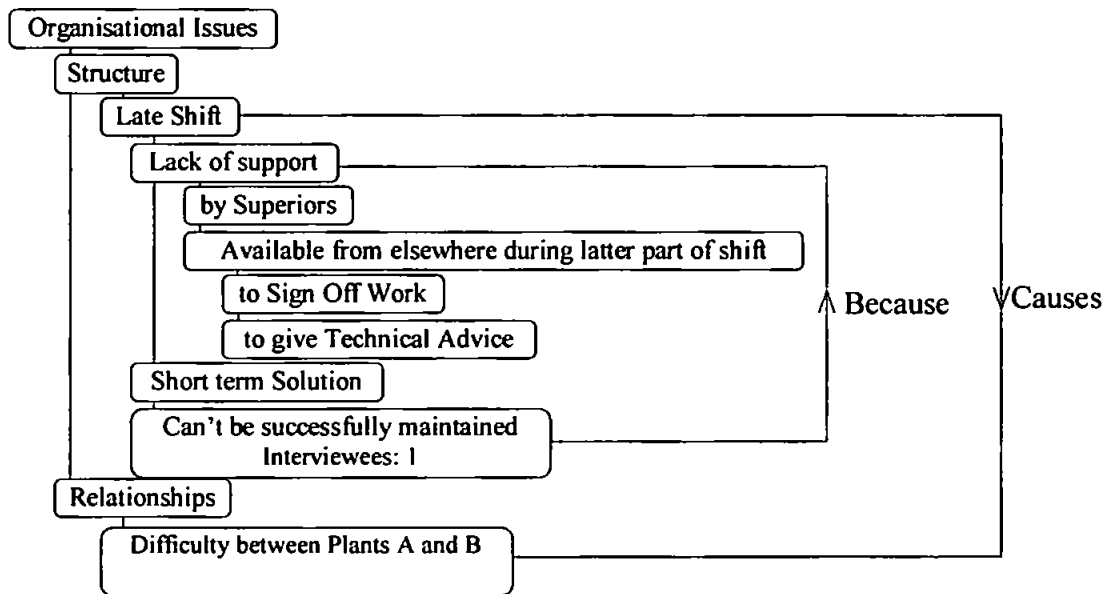 Organisational Issues
Structure
Late Shift
Lack of support
by Superiors
Available from elsewhere during latter part of shift
to Sign Off Work
to give Technical Advice
Because
Causes
Short term Solution
Can't be successfully maintained
Interviewees: 1
Relationships
Difficulty between Plants A and B